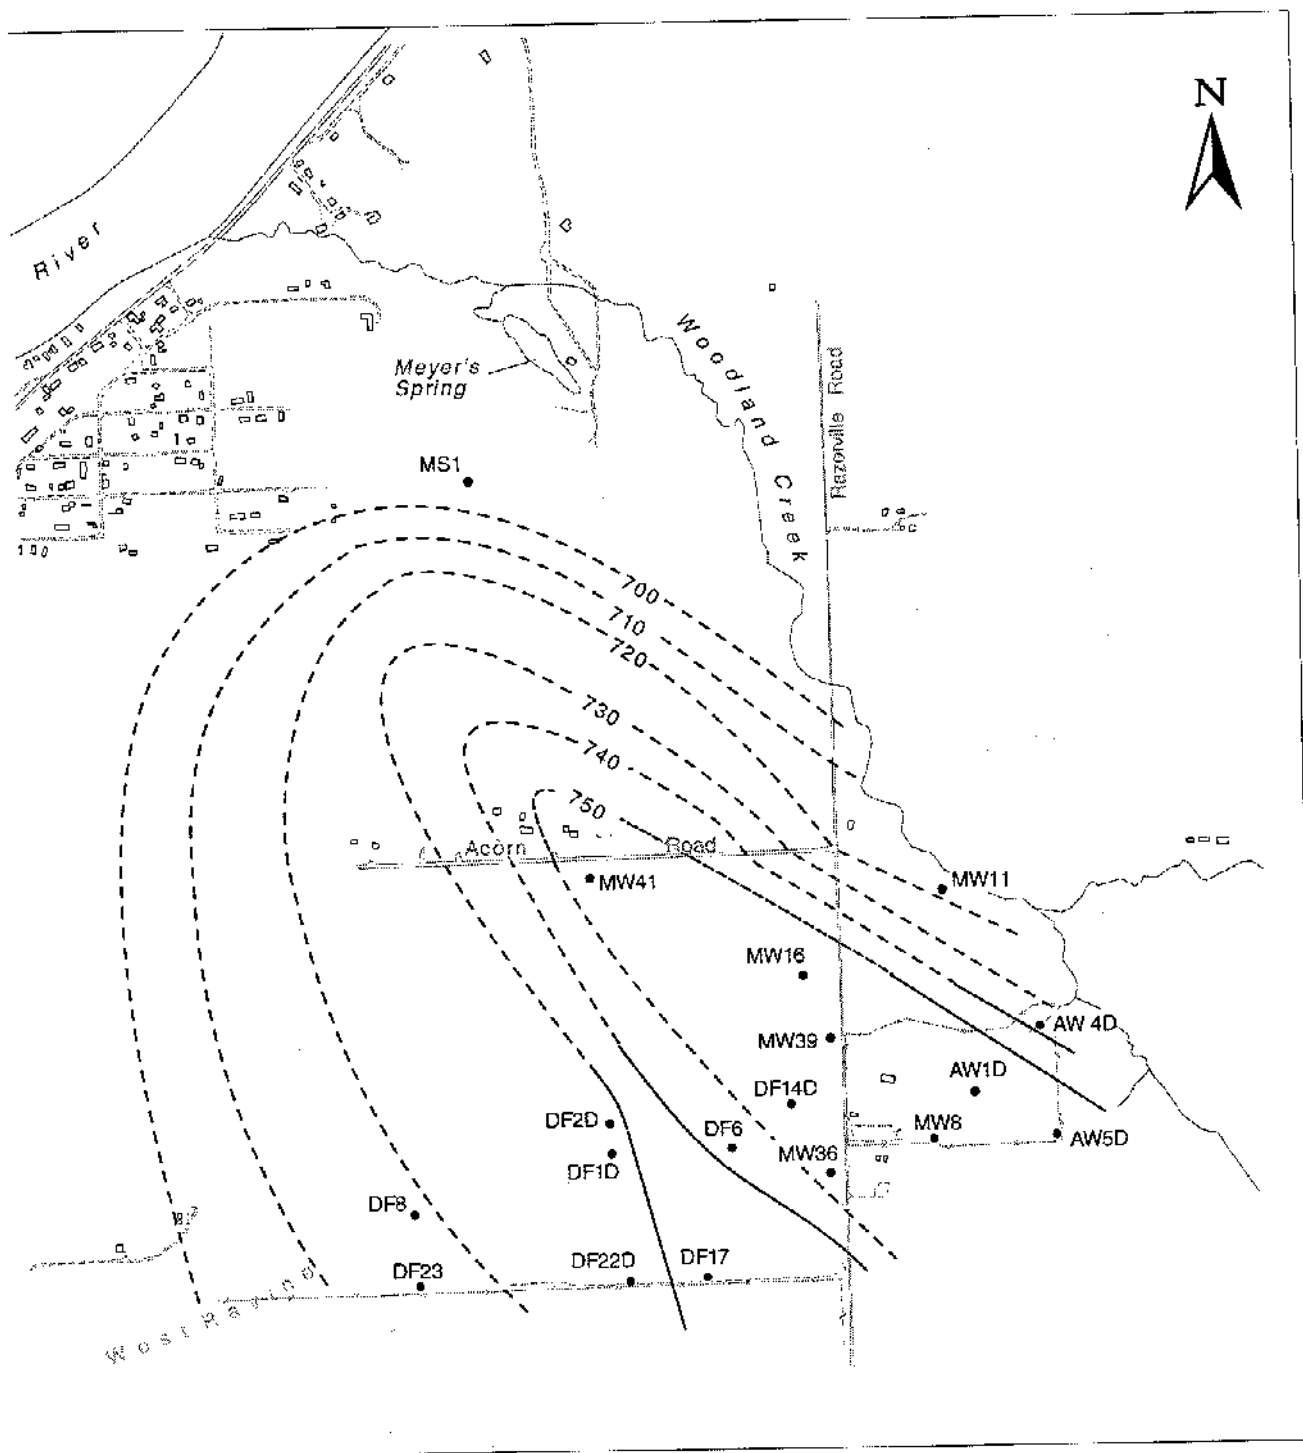 N
River
Woodland Creek
Meyer's
Spring
Razorville Road
MS1
700
710
720
730
740
750
Acorn Road
MW41
MW11
MW16
AW 4D
MW39
AW1D
DF14D
DF2D
DF6
MW8
AW5D
DF1D
MW36
DF8
DF23
DF22D
DF17
West Ravine